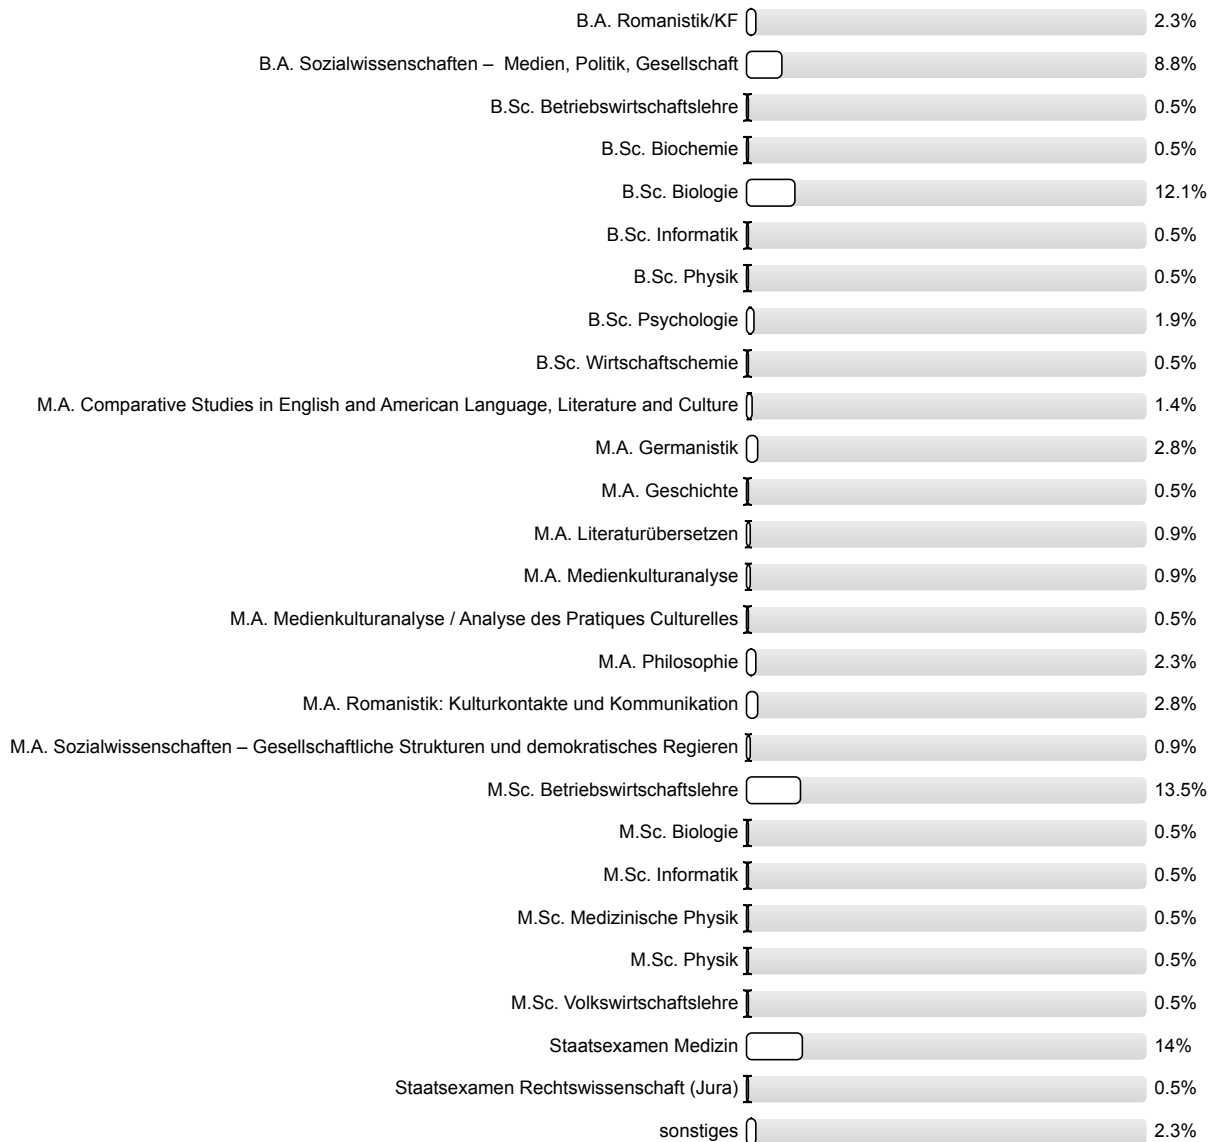 B.A. Romanistik/KF 2.3%
B.A. Sozialwissenschaften – Medien, Politik, Gesellschaft 8.8%
B.Sc. Betriebswirtschaftslehre 0.5%
B.Sc. Biochemie 0.5%
B.Sc. Biologie 12.1%
B.Sc. Informatik 0.5%
B.Sc. Physik 0.5%
B.Sc. Psychologie 1.9%
B.Sc. Wirtschaftschemie 0.5%
M.A. Comparative Studies in English and American Language, Literature and Culture 1.4%
M.A. Germanistik 2.8%
M.A. Geschichte 0.5%
M.A. Literaturübersetzen 0.9%
M.A. Medienkulturanalyse 0.9%
M.A. Medienkulturanalyse / Analyse des Pratiques Culturelles 0.5%
M.A. Philosophie 2.3%
M.A. Romanistik: Kulturkontakte und Kommunikation 2.8%
M.A. Sozialwissenschaften – Gesellschaftliche Strukturen und demokratisches Regieren 0.9%
M.Sc. Betriebswirtschaftslehre 13.5%
M.Sc. Biologie 0.5%
M.Sc. Informatik 0.5%
M.Sc. Medizinische Physik 0.5%
M.Sc. Physik 0.5%
M.Sc. Volkswirtschaftslehre 0.5%
Staatsexamen Medizin 14%
Staatsexamen Rechtswissenschaft (Jura) 0.5%
sonstiges 2.3%